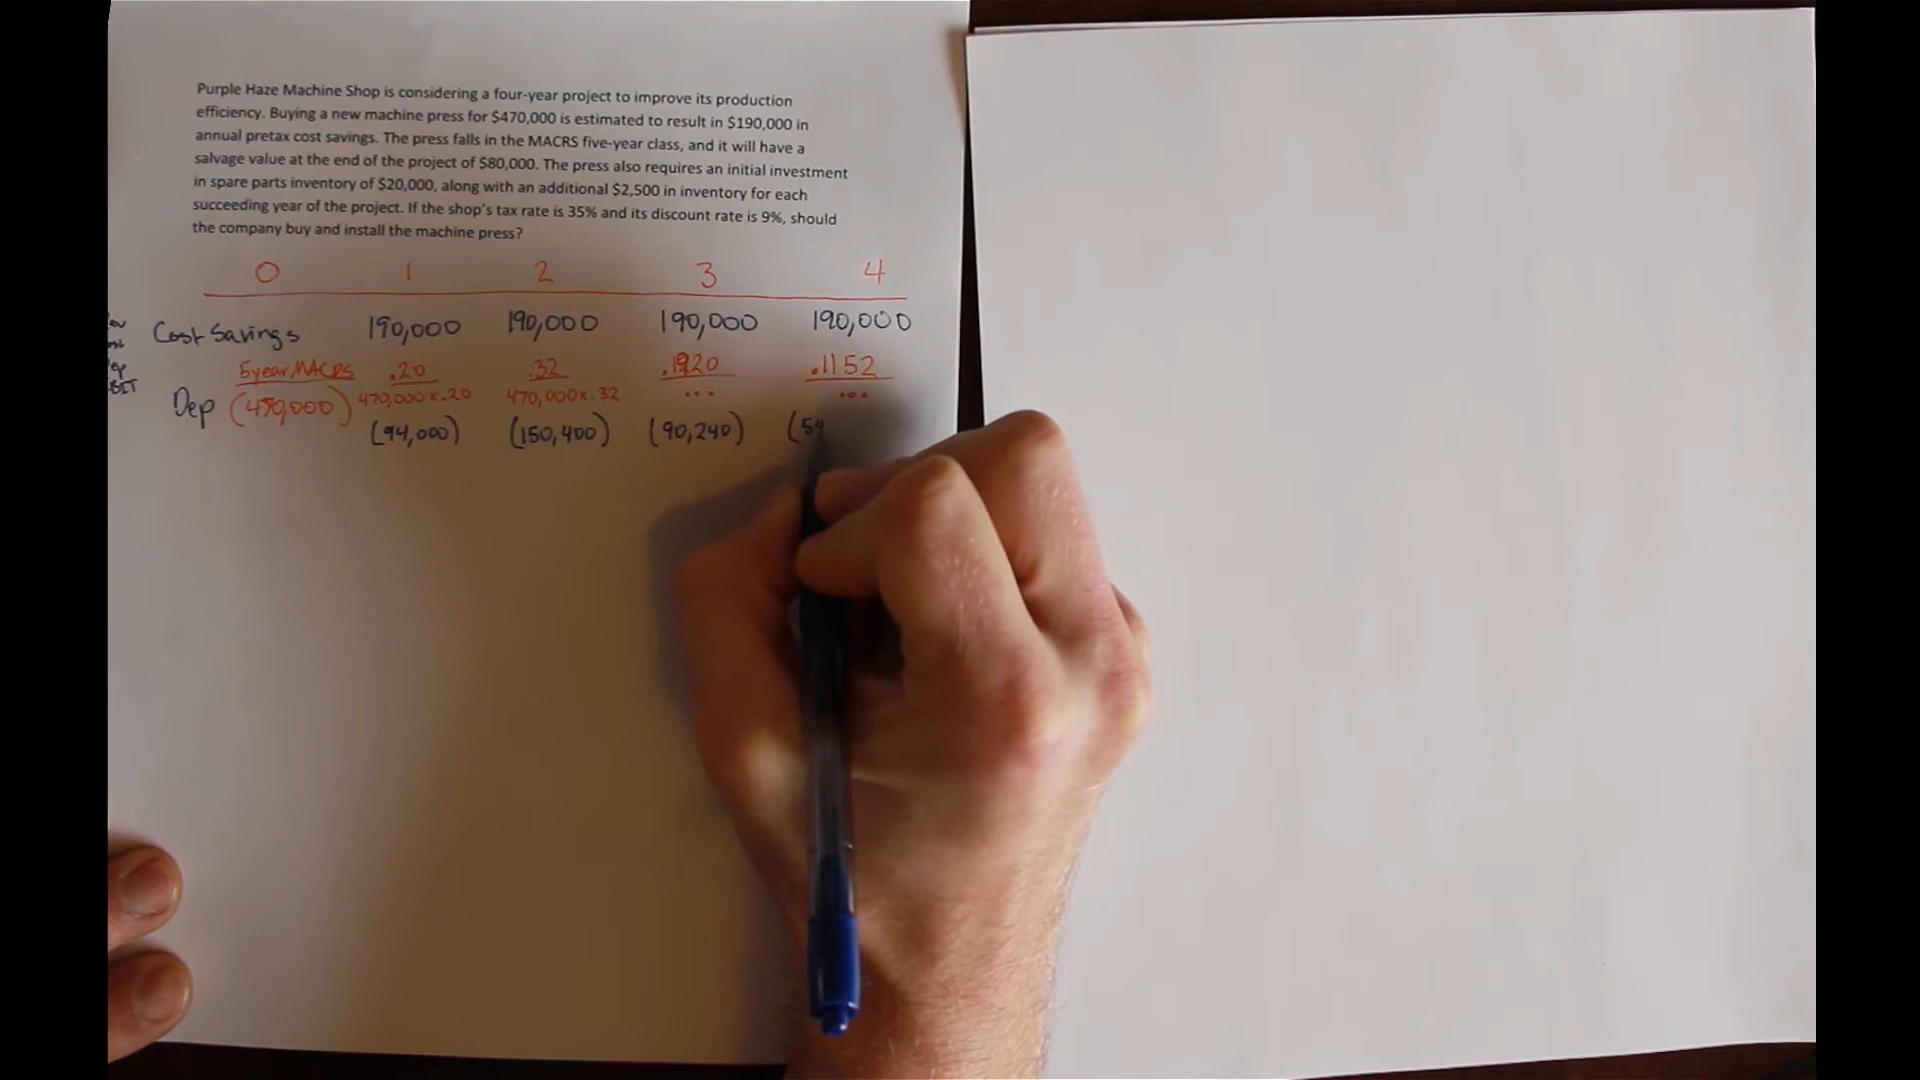 Purple Haze Machine Shop is considering a four-year project to improve its production
efficiency. Buying a new machine press for $470,000 is estimated to result in $190,000 in
annual pretax cost savings. The press falls in the MACRS five-year class, and it will have a
salvage value at the end of the project of $80,000. The press also requires an initial investment
in spare parts inventory of $20,000, along with an additional $2,500 in inventory for each
succeeding year of the project. If the shop's tax rate is 35% and its discount rate is 9%, should
the company buy and install the machine press?
0 1 2 3 4
Cost Savings 190,000 190,000 190,000 190,000
5year MACRS .20 .32 .1920 .1152
Dep (470,000) 470,000x.20 470,000x.32 ... ...
(94,000) (150,400) (90,240) (54